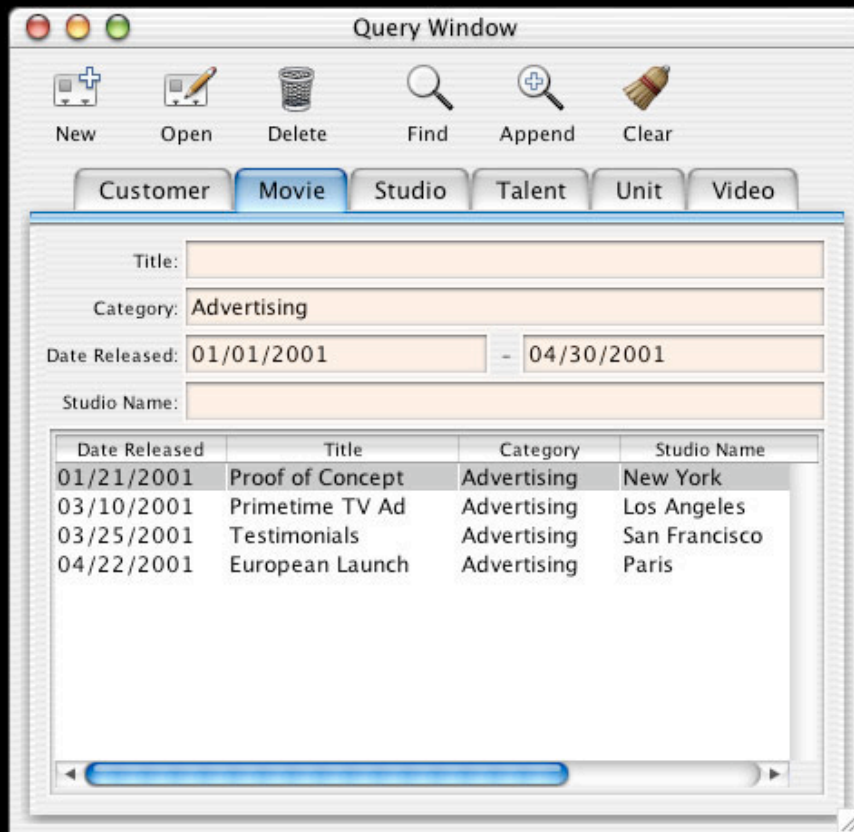 Query Window
New Open Delete Find Append Clear
Customer Movie Studio Talent Unit Video
Title:
Category: Advertising
Date Released: 01/01/2001 - 04/30/2001
Studio Name:
Date Released Title Category Studio Name
01/21/2001 Proof of Concept Advertising New York
03/10/2001 Primetime TV Ad Advertising Los Angeles
03/25/2001 Testimonials Advertising San Francisco
04/22/2001 European Launch Advertising Paris